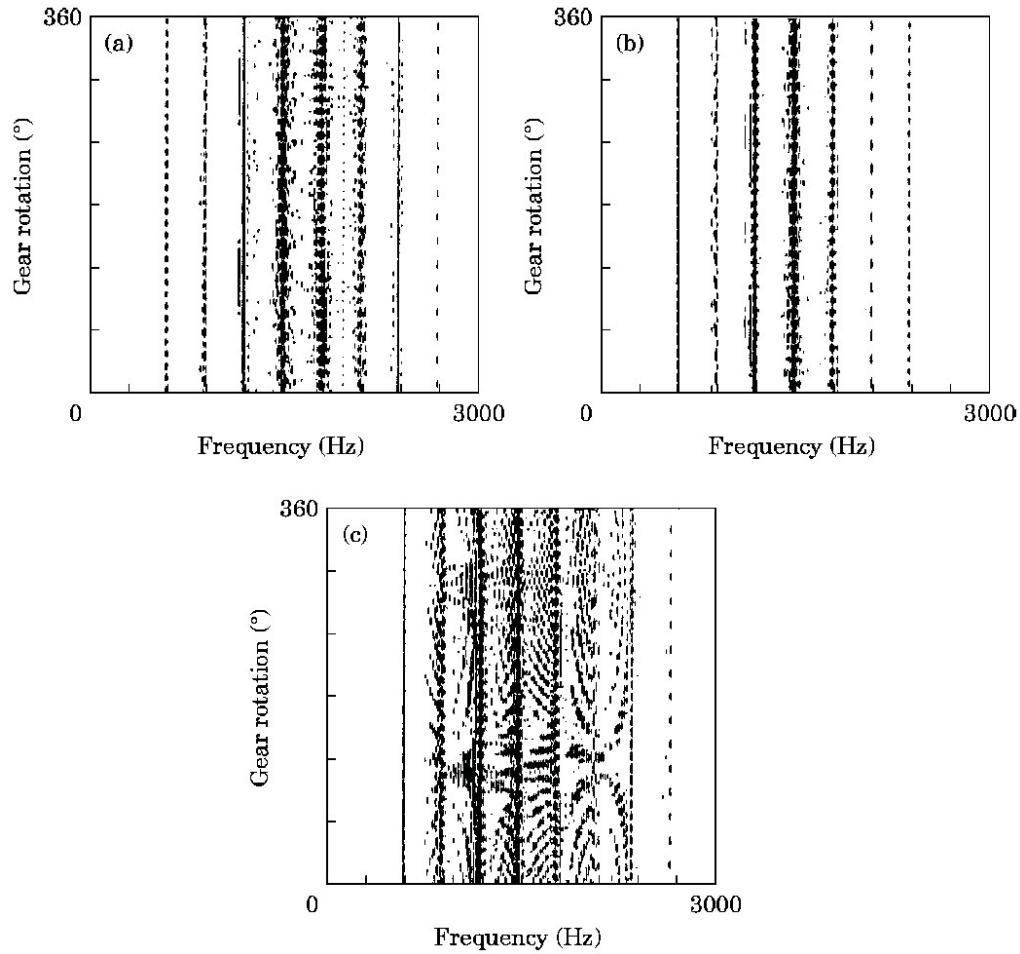 360
(a)
Gear rotation (°)
0
3000
Frequency (Hz)
360
(b)
Gear rotation (°)
0
3000
Frequency (Hz)
360
(c)
Gear rotation (°)
0
3000
Frequency (Hz)